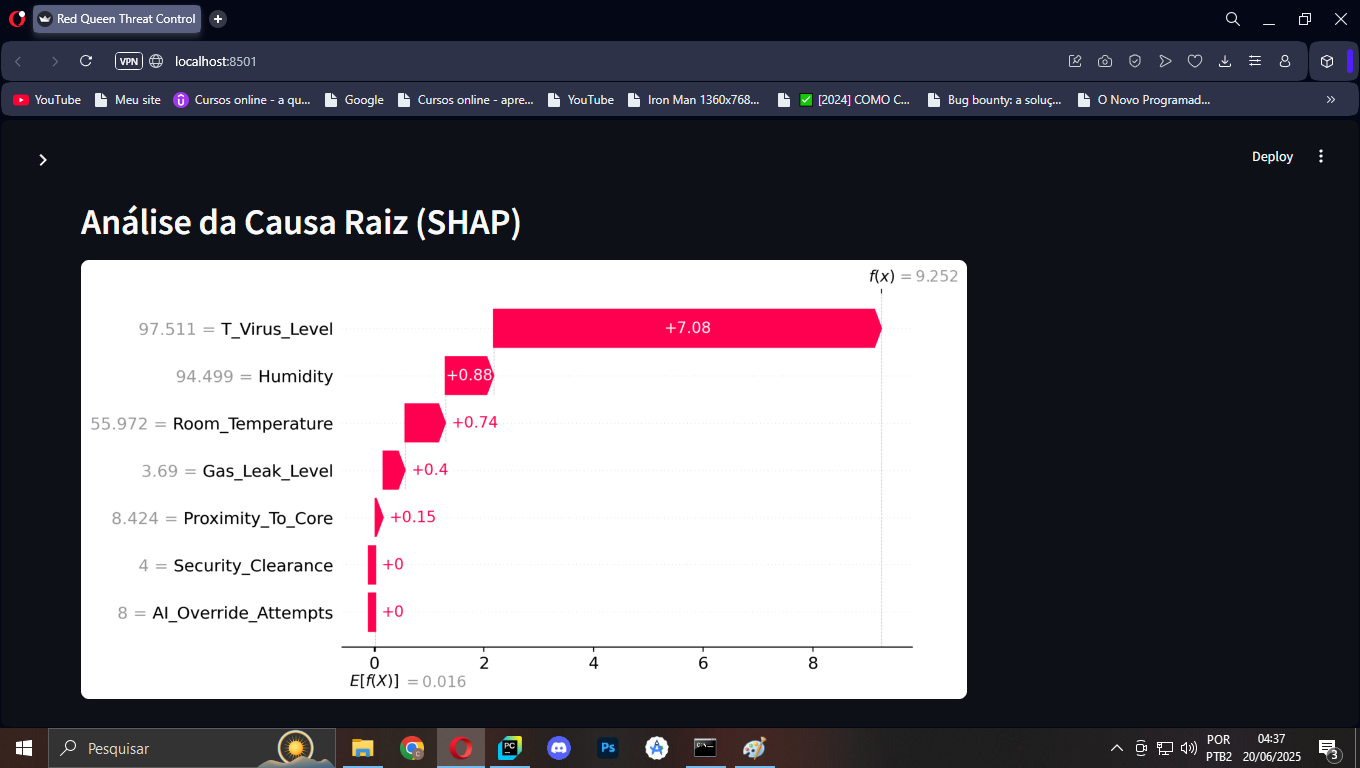 Red Queen Threat Control
VPN localhost:8501
YouTube Meu site Cursos online - a qu... Google Cursos online - apre... YouTube Iron Man 1360x768... [2024] COMO C... Bug bounty: a soluç... O Novo Programad... »
Deploy
Análise da Causa Raiz (SHAP)
f(x) = 9.252
97.511 = T_Virus_Level +7.08
94.499 = Humidity +0.88
55.972 = Room_Temperature +0.74
3.69 = Gas_Leak_Level +0.4
8.424 = Proximity_To_Core +0.15
4 = Security_Clearance +0
8 = AI_Override_Attempts +0
0 2 4 6 8
E[f(X)] = 0.016
Pesquisar PC Ps POR 04:37
PTB2 20/06/2025 3